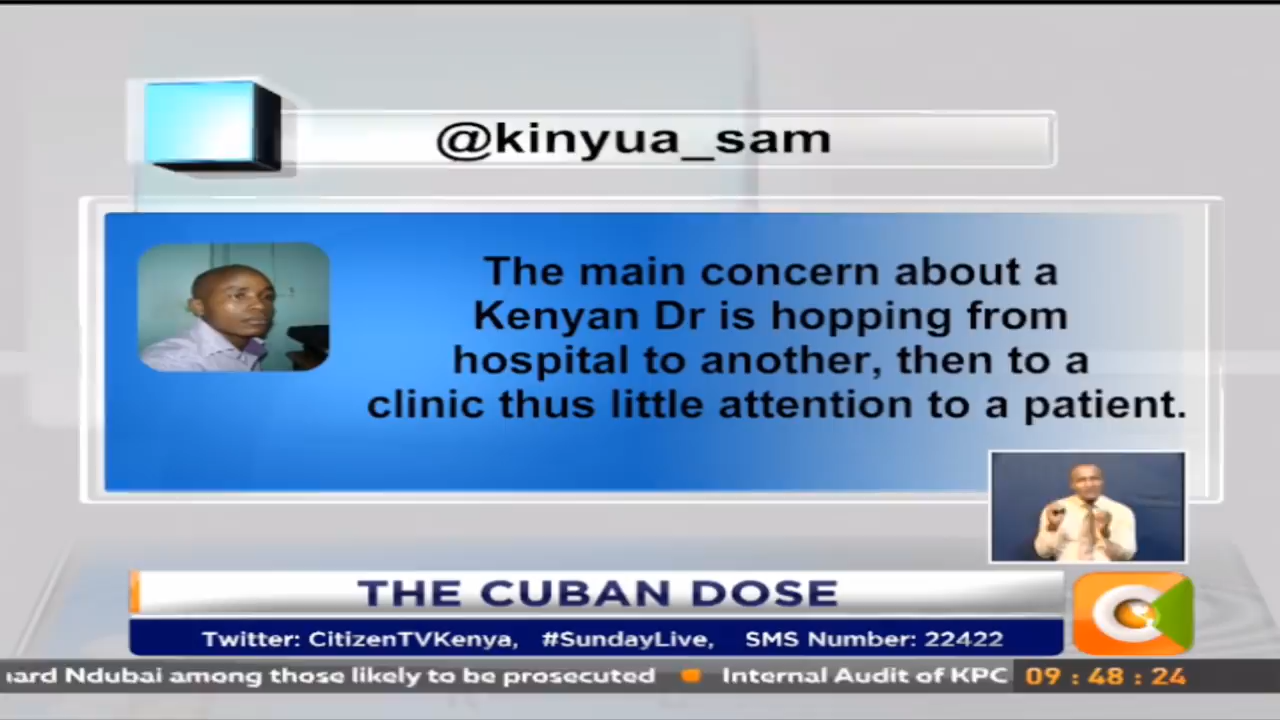 @kinyua_sam
The main concern about a
Kenyan Dr is hopping from
hospital to another, then to a
clinic thus little attention to a patient.
THE CUBAN DOSE
Twitter: CitizenTVKenya, #SundayLive, SMS Number: 22422
Ndubai among those likely to be prosecuted Internal Audit of KPC 09 : 48 : 24